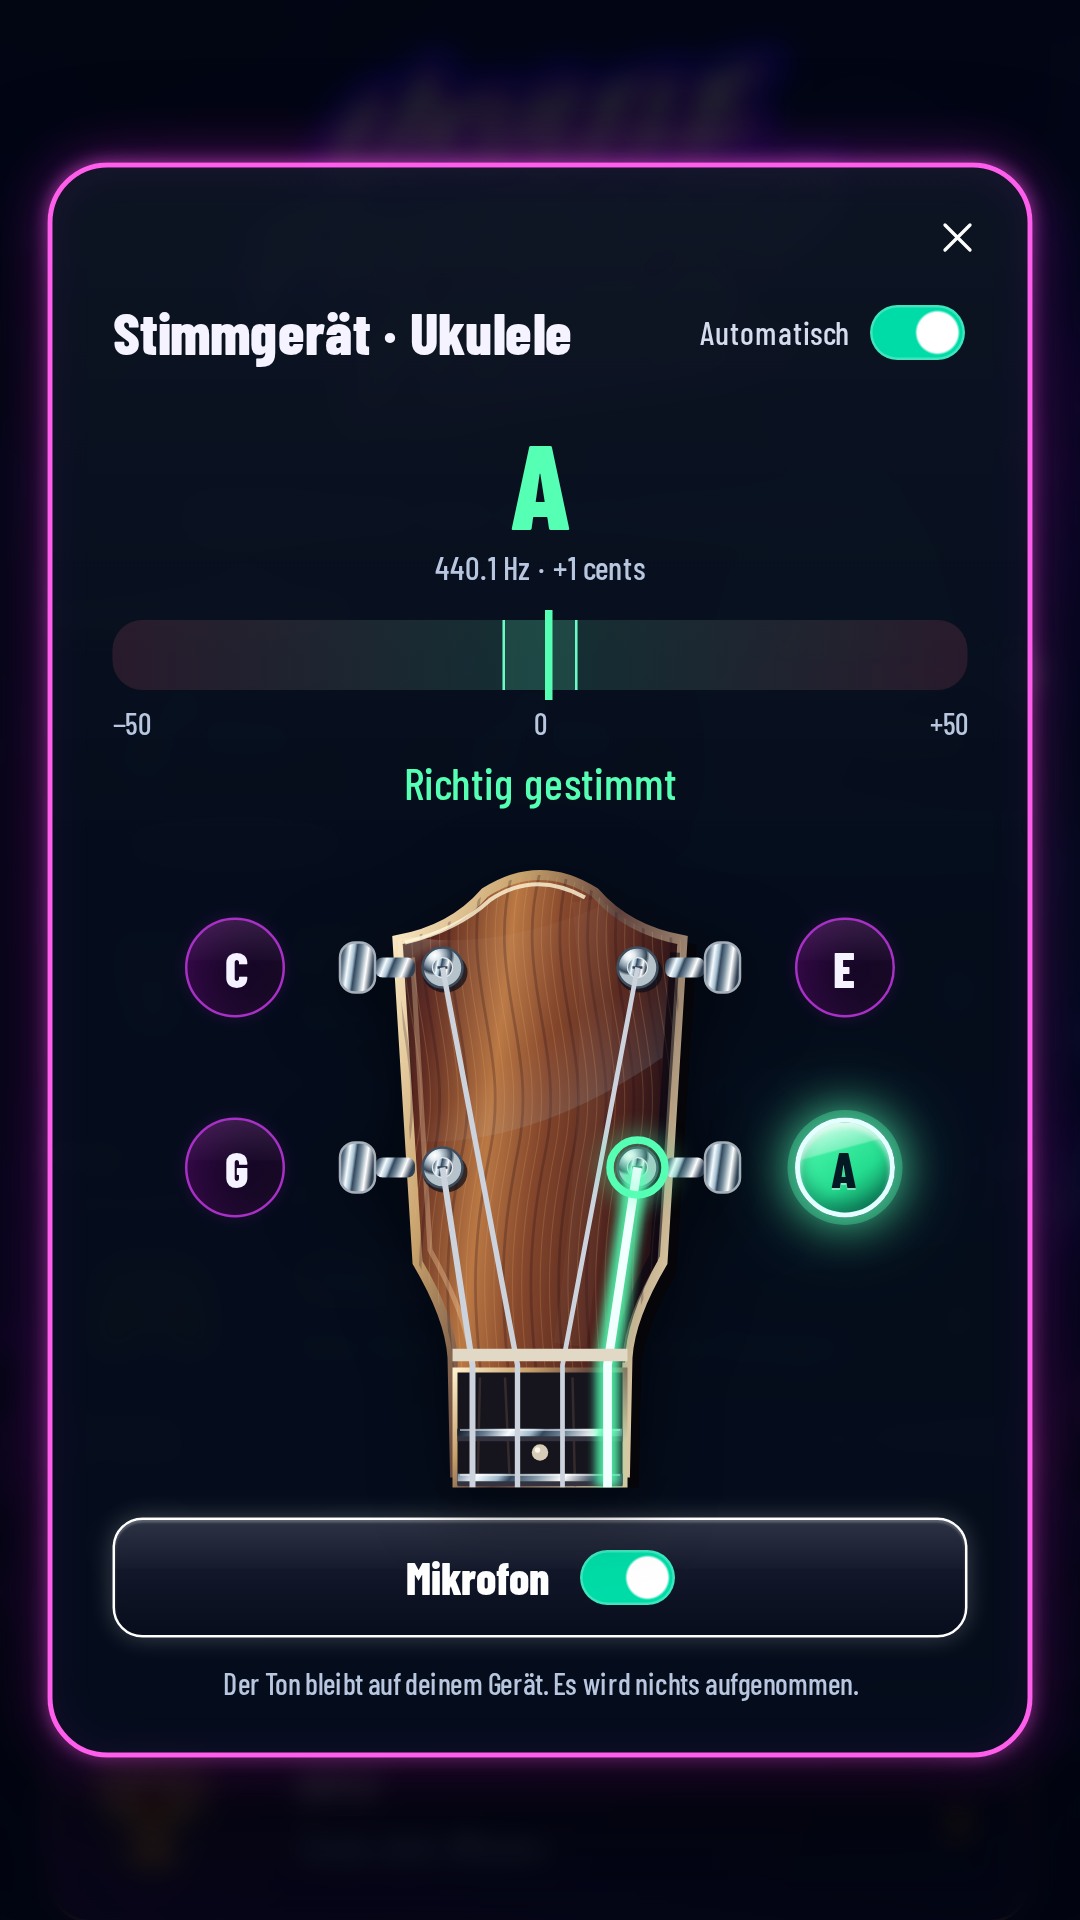 Stimmgerät · Ukulele
Automatisch
A
440.1 Hz · +1 cents
–50 0 +50
Richtig gestimmt
C E
G A
Mikrofon
Der Ton bleibt auf deinem Gerät. Es wird nichts aufgenommen.